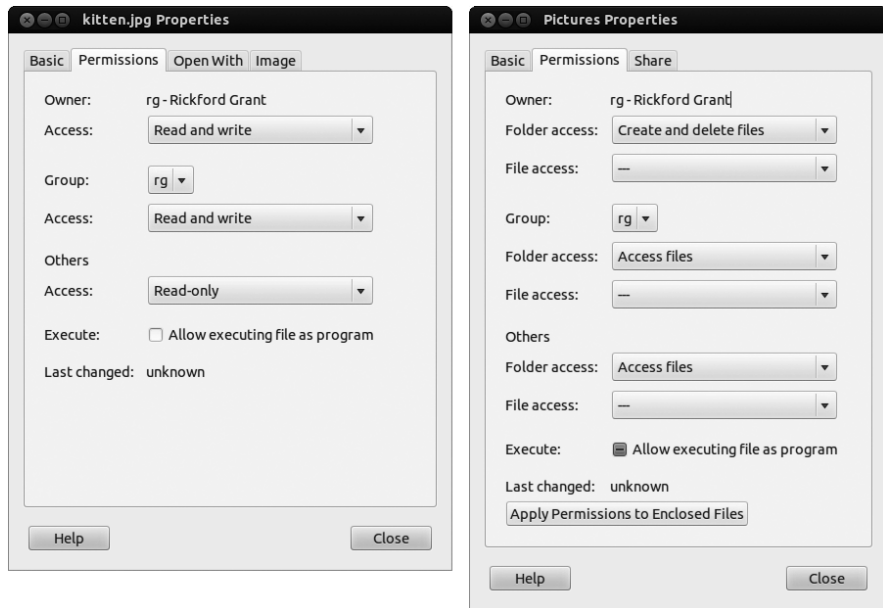 kitten.jpg Properties
Basic Permissions Open With Image
Owner: rg - Rickford Grant
Access: Read and write
Group: rg
Access: Read and write
Others
Access: Read-only
Execute: Allow executing file as program
Last changed: unknown
Help Close
Pictures Properties
Basic Permissions Share
Owner: rg - Rickford Grant
Folder access: Create and delete files
File access: ---
Group: rg
Folder access: Access files
File access: ---
Others
Folder access: Access files
File access: ---
Execute: Allow executing file as program
Last changed: unknown
Apply Permissions to Enclosed Files
Help Close